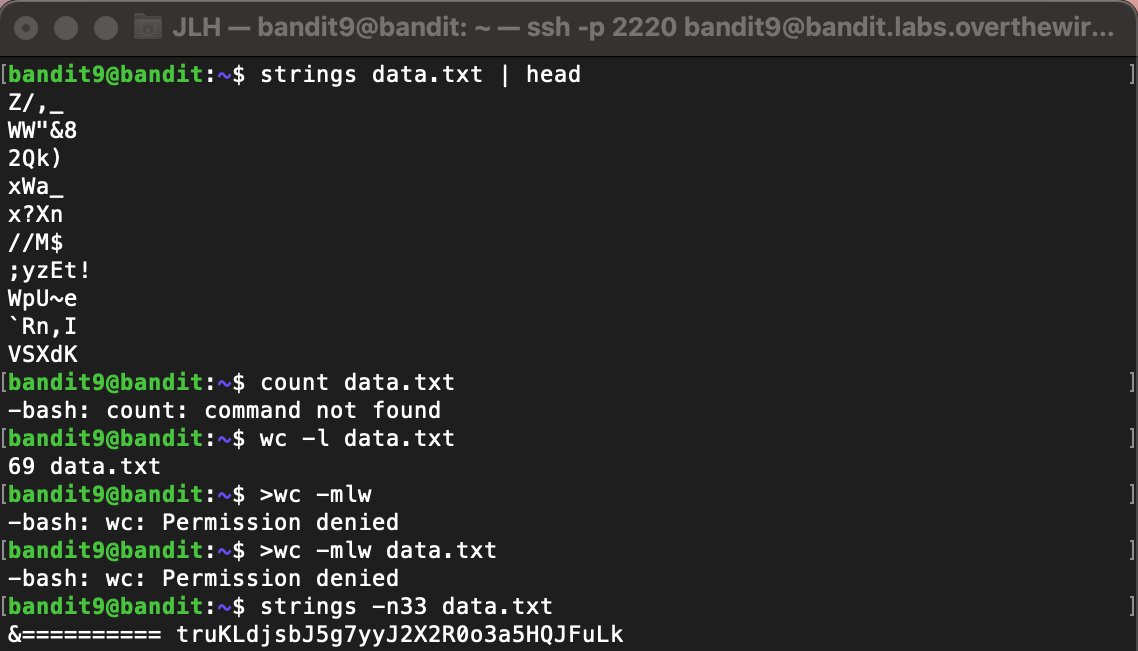 JLH — bandit9@bandit: ~ — ssh -p 2220 bandit@bandit.labs.overthewir...
[bandit9@bandit:~$ strings data.txt | head ]
Z/,_
WW"&8
2Qk)
xWa_
x?Xn
//M$
;yzEt!
WpU~e
`Rn,I
VSXdK
[bandit9@bandit:~$ count data.txt ]
-bash: count: command not found
[bandit9@bandit:~$ wc -l data.txt ]
69 data.txt
[bandit9@bandit:~$ >wc -mlw ]
-bash: wc: Permission denied
[bandit9@bandit:~$ >wc -mlw data.txt ]
-bash: wc: Permission denied
[bandit9@bandit:~$ strings -n33 data.txt ]
&========== truKLdjsbJ5g7yyJ2X2R0o3a5HQJFuLk